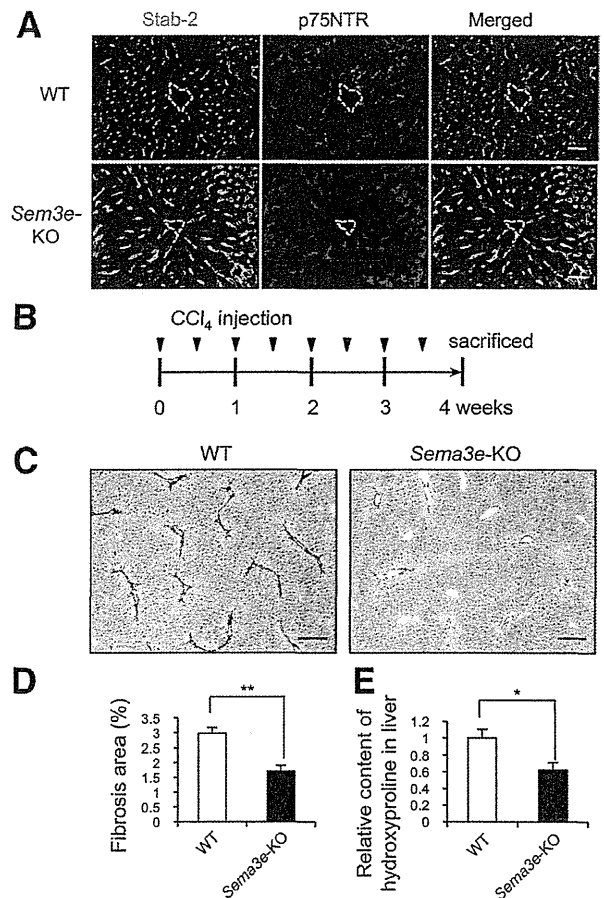 A
Stab-2 p75NTR Merged
WT
Sem3e-
KO
B
CCl4 injection
sacrificed
0 1 2 3 4 weeks
C
WT Sema3e-KO
D
Fibrosis area (%)
**
3.5
3
2.5
2
1.5
1
0.5
0
WT
Sema3e-KO
E
Relative content of
hydroxyproline in liver
*
1.2
1
0.8
0.6
0.4
0.2
0
WT
Sema3e-KO